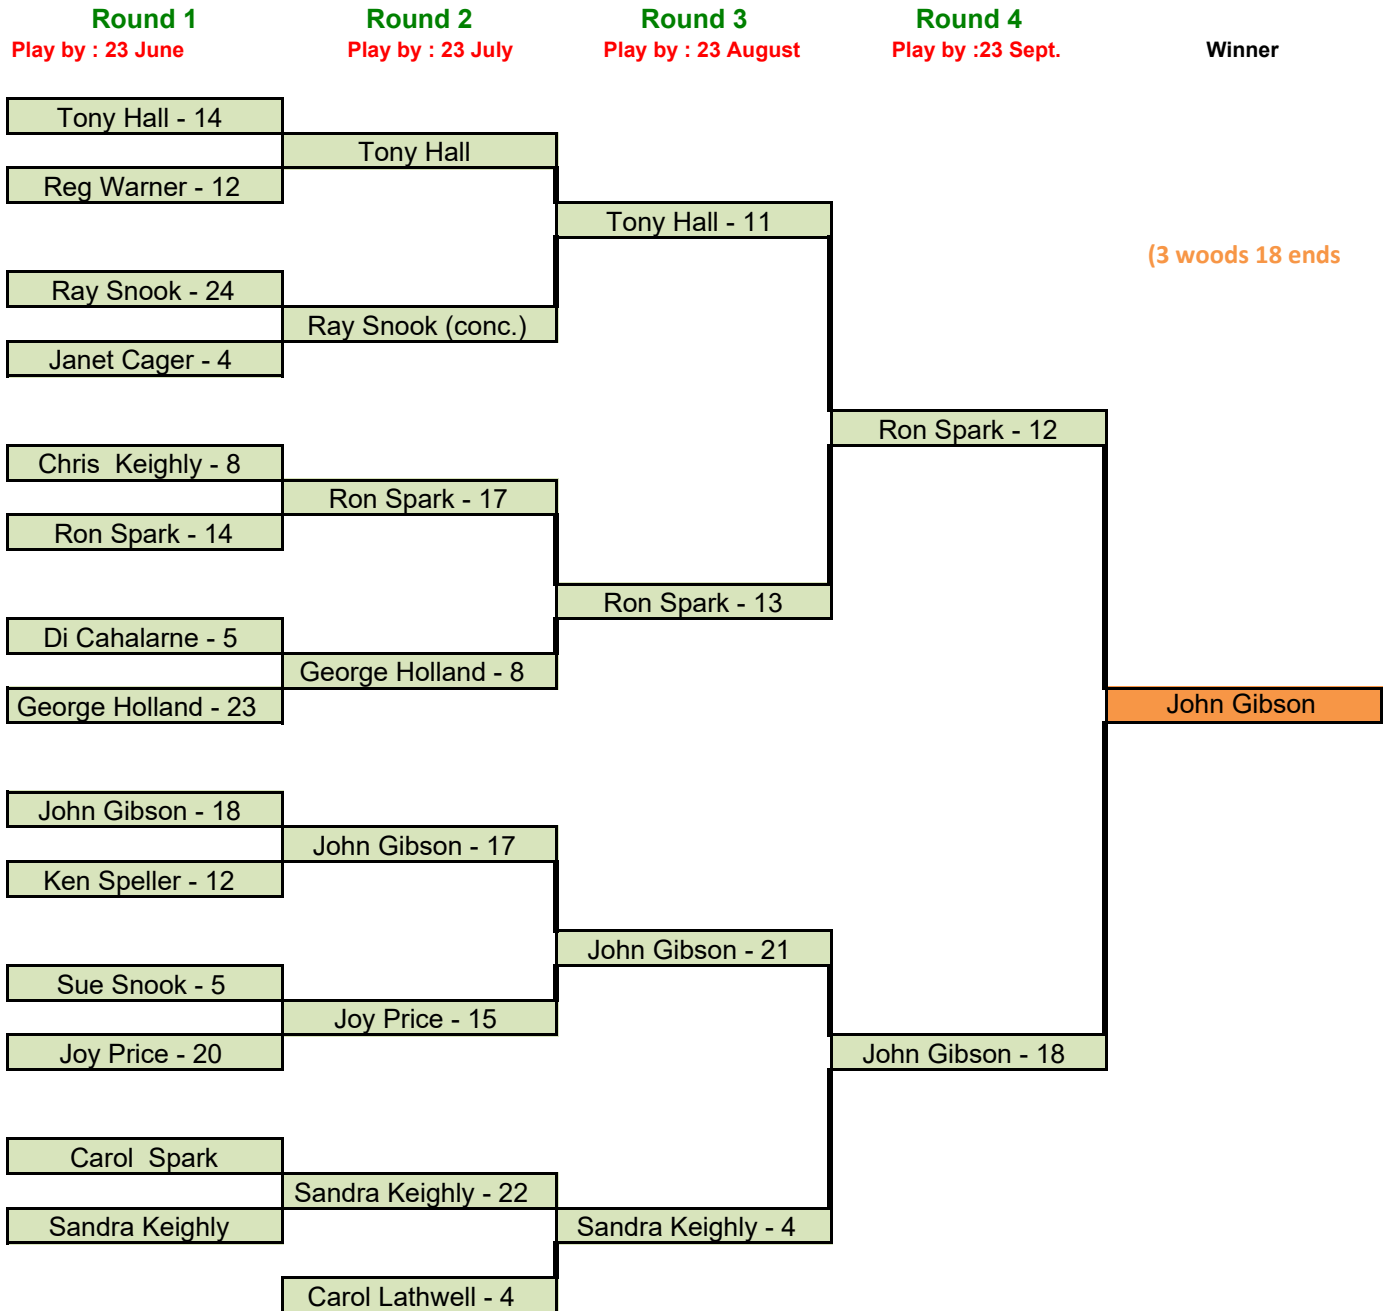 Round 1 Round 2 Round 3 Round 4
Play by : 23 June Play by : 23 July Play by : 23 August Play by :23 Sept. Winner
Tony Hall - 14
Tony Hall
Reg Warner - 12
Tony Hall - 11
(3 woods 18 ends
Ray Snook - 24
Ray Snook (conc.)
Janet Cager - 4
Ron Spark - 12
Chris  Keighly - 8
Ron Spark - 17
Ron Spark - 14
Ron Spark - 13
Di Cahalarne - 5
George Holland - 8
George Holland - 23
John Gibson
John Gibson - 18
John Gibson - 17
Ken Speller - 12
John Gibson - 21
Sue Snook - 5
Joy Price - 15
Joy Price - 20
John Gibson - 18
Carol  Spark
Sandra Keighly - 22
Sandra Keighly
Sandra Keighly - 4
Carol Lathwell - 4